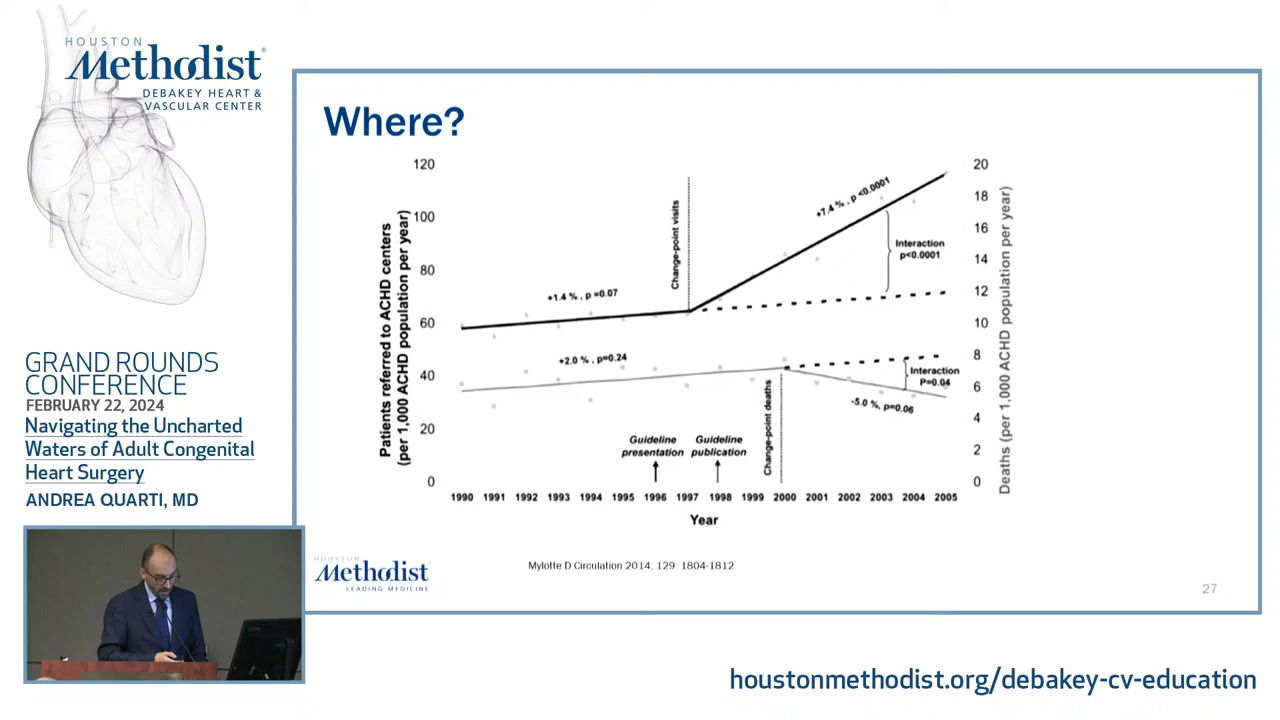 HOUSTON
Methodist
DEBAKEY HEART &
VASCULAR CENTER
GRAND ROUNDS
CONFERENCE
FEBRUARY 22, 2024
Navigating the Uncharted
Waters of Adult Congenital
Heart Surgery
ANDREA QUARTI, MD
Where?
Patients referred to ACHD centers
(per 1,000 ACHD population per year)
120
100
80
60
40
20
0
+1.4 % , p =0.07
+2.0 % , p=0.24
Change-point visits
+7.4 % , p <0.0001
Interaction
p<0.0001
Interaction
P=0.04
-5.0 %, p=0.06
Guideline
presentation
Guideline
publication
Change-point deaths
20
18
16
14
12
10
8
6
4
2
0
Deaths (per 1,000 ACHD population per year)
1990 1991 1992 1993 1994 1995 1996 1997 1998 1999 2000 2001 2002 2003 2004 2005
Year
HOUSTON
Methodist
LEADING MEDICINE
Mylotte D Circulation 2014, 129: 1804-1812
27
houstonmethodist.org/debakey-cv-education